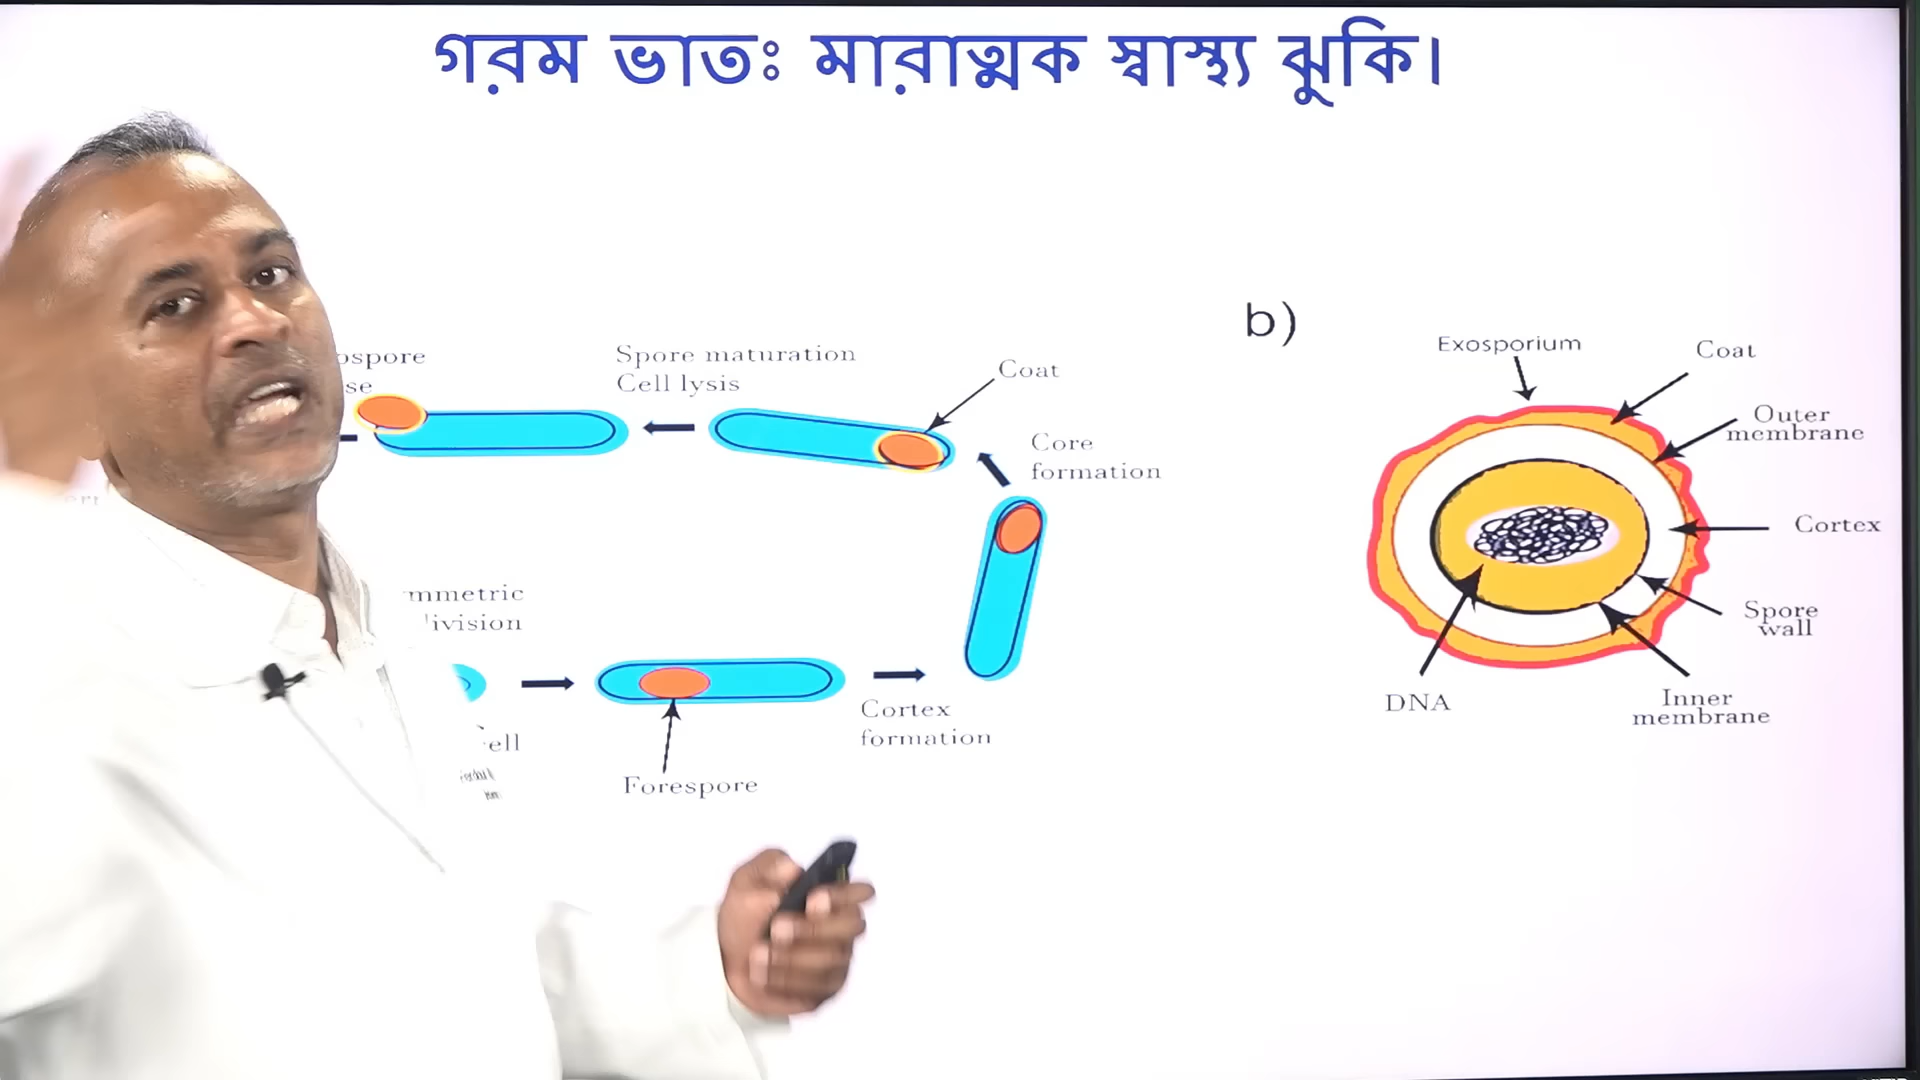 গরম ভাতঃ মারাত্মক স্বাস্থ্য ঝুকি।
Spore maturation
Cell lysis
Coat
Core
formation
Cortex
formation
Forespore
b)
Exosporium
Coat
Outer
membrane
Cortex
Spore
wall
Inner
membrane
DNA